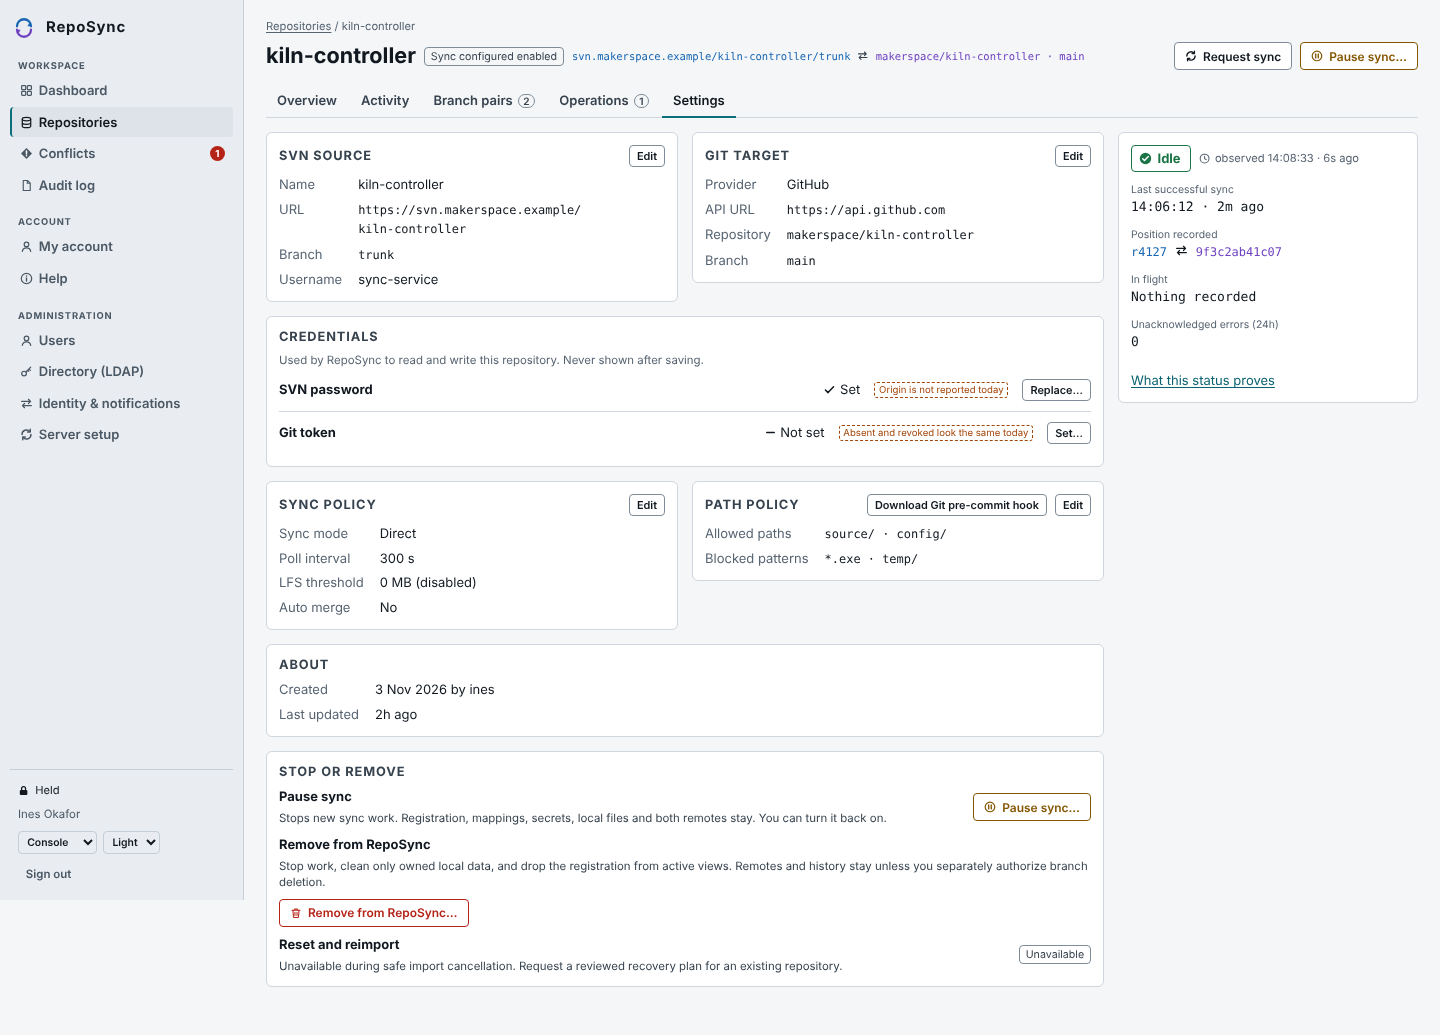 RepoSync
WORKSPACE
Dashboard
Repositories
Conflicts 1
Audit log
ACCOUNT
My account
Help
ADMINISTRATION
Users
Directory (LDAP)
Identity & notifications
Server setup
Held
Ines Okafor
Console
Light
Sign out
Repositories / kiln-controller
kiln-controller Sync configured enabled svn.makerspace.example/kiln-controller/trunk ⇄ makerspace/kiln-controller · main
Request sync
Pause sync...
Overview Activity Branch pairs 2 Operations 1 Settings
SVN SOURCE
Edit
Name kiln-controller
URL https://svn.makerspace.example/
kiln-controller
Branch trunk
Username sync-service
GIT TARGET
Edit
Provider GitHub
API URL https://api.github.com
Repository makerspace/kiln-controller
Branch main
CREDENTIALS
Used by RepoSync to read and write this repository. Never shown after saving.
SVN password Set Origin is not reported today Replace...
Git token Not set Absent and revoked look the same today Set...
SYNC POLICY
Edit
Sync mode Direct
Poll interval 300 s
LFS threshold 0 MB (disabled)
Auto merge No
PATH POLICY
Download Git pre-commit hook
Edit
Allowed paths source/ · config/
Blocked patterns *.exe · temp/
ABOUT
Created 3 Nov 2026 by ines
Last updated 2h ago
STOP OR REMOVE
Pause sync
Stops new sync work. Registration, mappings, secrets, local files and both remotes stay. You can turn it back on.
Pause sync...
Remove from RepoSync
Stop work, clean only owned local data, and drop the registration from active views. Remotes and history stay unless you separately authorize branch
deletion.
Remove from RepoSync...
Reset and reimport
Unavailable during safe import cancellation. Request a reviewed recovery plan for an existing repository.
Unavailable
Idle observed 14:08:33 · 6s ago
Last successful sync
14:06:12 · 2m ago
Position recorded
r4127 ⇄ 9f3c2ab41c07
In flight
Nothing recorded
Unacknowledged errors (24h)
0
What this status proves